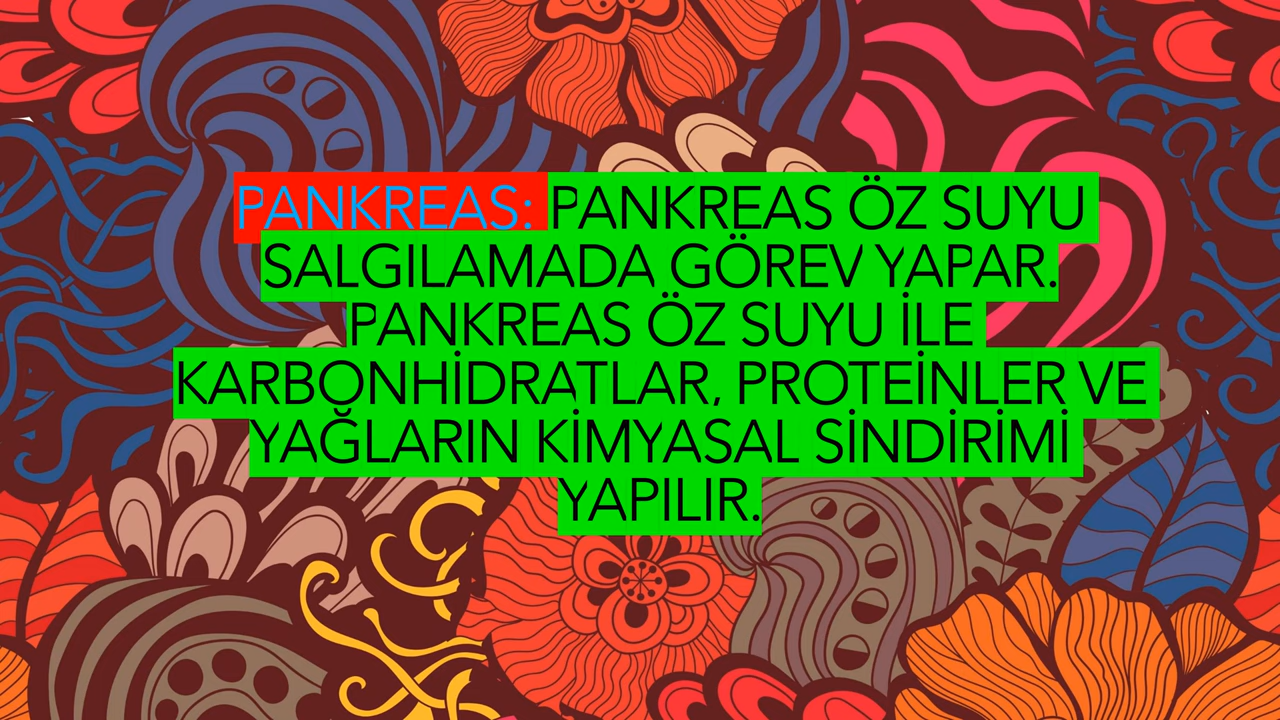 PANKREAS: PANKREAS ÖZ SUYU
SALGILAMADA GÖREV YAPAR.
PANKREAS ÖZ SUYU İLE
KARBONHİDRATLAR, PROTEİNLER VE
YAĞLARIN KİMYASAL SİNDİRİMİ
YAPILIR.